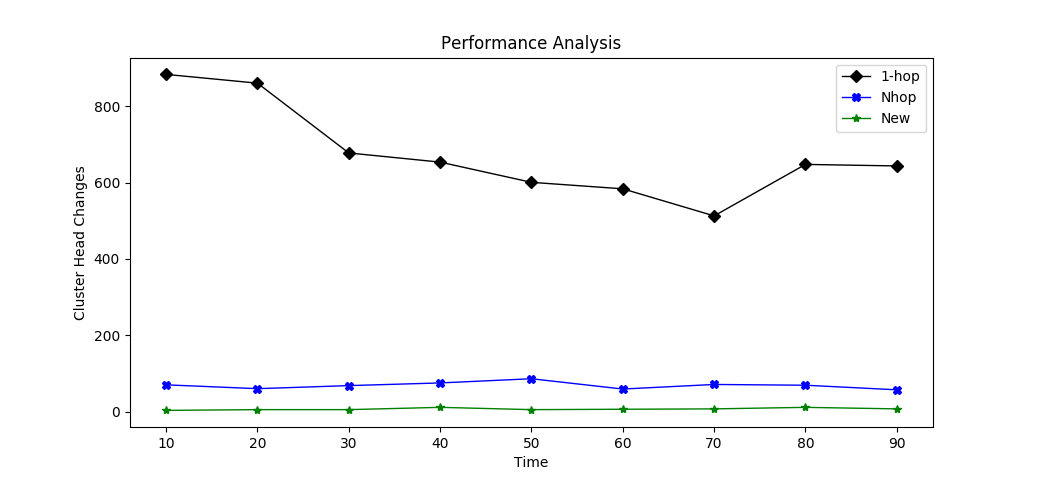 Performance Analysis
1-hop
Nhop
New
Cluster Head Changes
800
600
400
200
0
10 20 30 40 50 60 70 80 90
Time